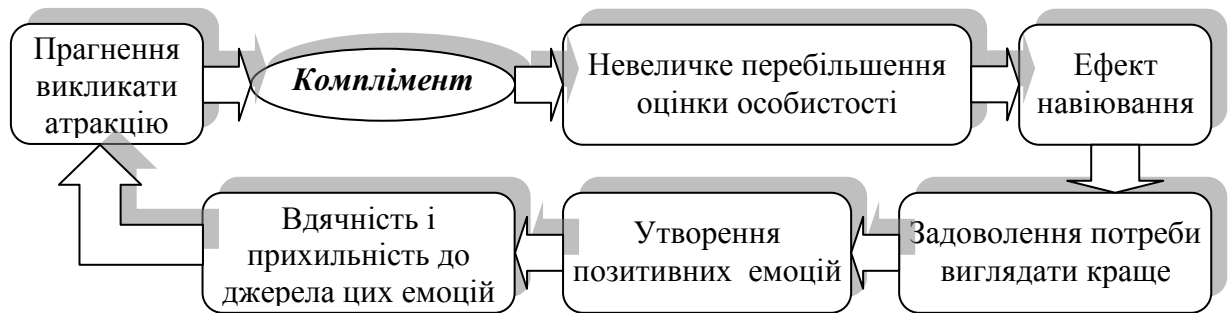 Прагнення
викликати
атракцію
Комплімент
Невеличке перебільшення
оцінки особистості
Ефект
навіювання
Задоволення потреби
виглядати краще
Утворення
позитивних емоцій
Вдячність і
прихильність до
джерела цих емоцій